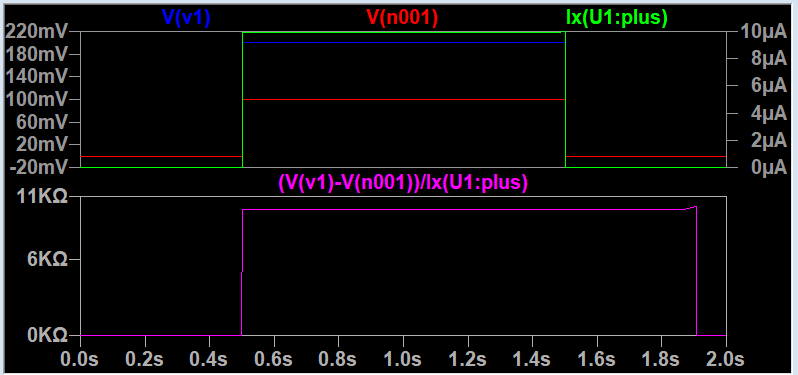 V(v1) V(n001) Ix(U1:plus)
220mV 10µA
180mV 8µA
140mV
100mV 6µA
60mV 4µA
20mV 2µA
-20mV 0µA
(V(v1)-V(n001))/Ix(U1:plus)
11KΩ
6KΩ
0KΩ
0.0s 0.2s 0.4s 0.6s 0.8s 1.0s 1.2s 1.4s 1.6s 1.8s 2.0s